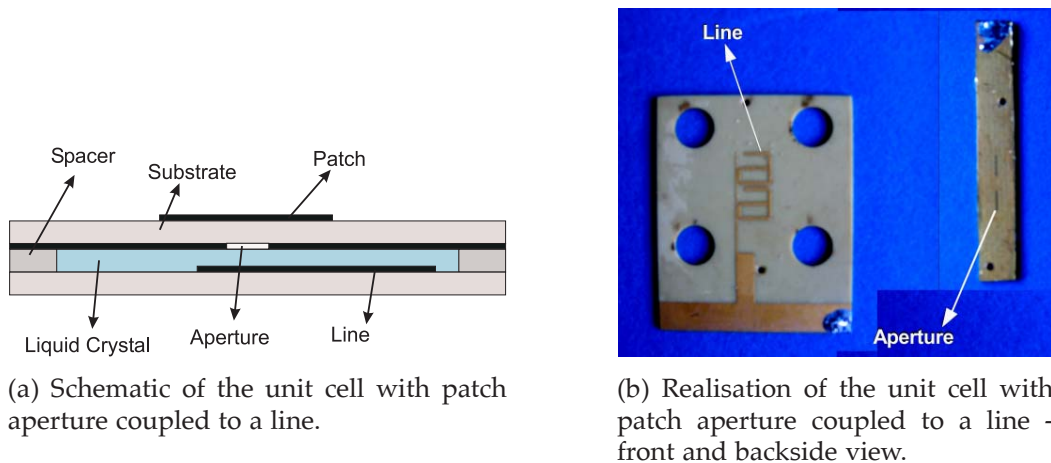 Spacer
Substrate
Patch
Liquid Crystal
Aperture
Line
(a) Schematic of the unit cell with patch
aperture coupled to a line.
Line
Aperture
(b) Realisation of the unit cell with
patch aperture coupled to a line -
front and backside view.